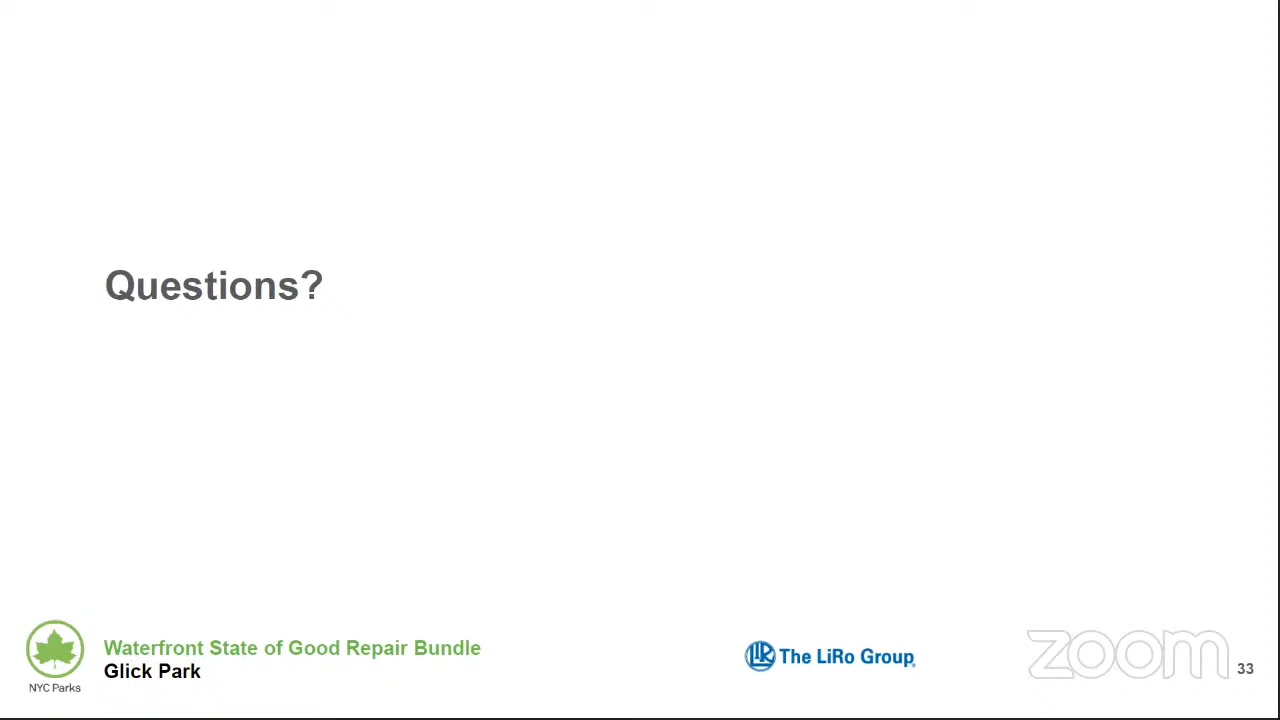 Questions?
Waterfront State of Good Repair Bundle
Glick Park
NYC Parks
The LiRo Group
zoom
33